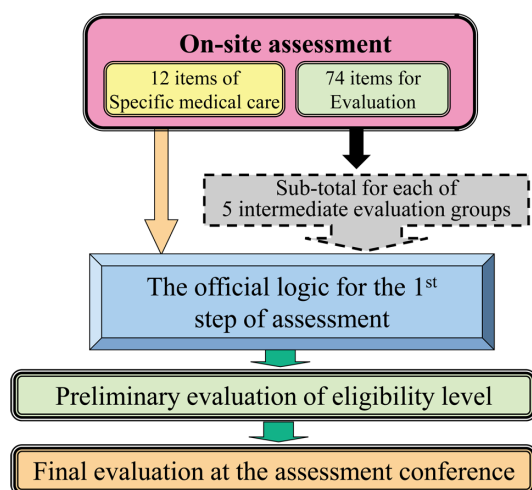 On-site assessment
12 items of
Specific medical care
74 items for
Evaluation
Sub-total for each of
5 intermediate evaluation groups
The official logic for the 1st
step of assessment
Preliminary evaluation of eligibility level
Final evaluation at the assessment conference